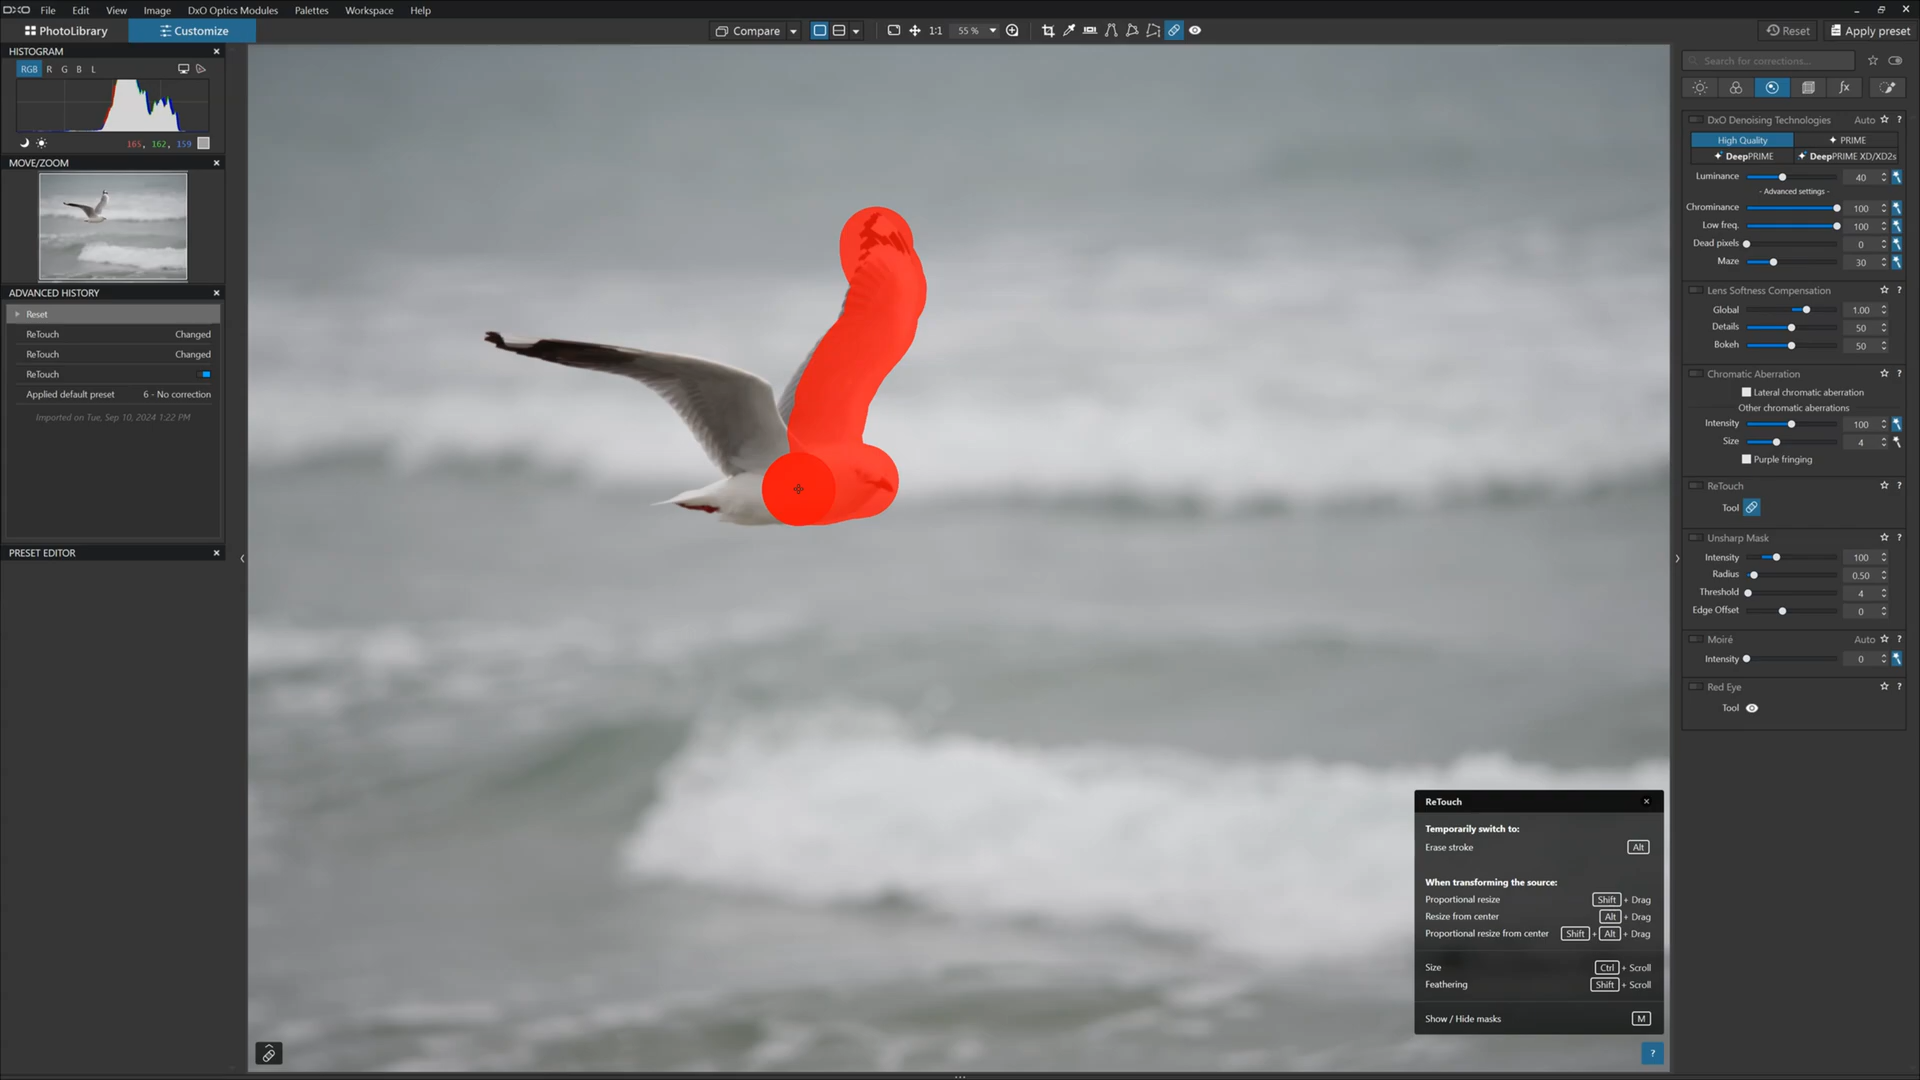 DXO File Edit View Image DxO Optics Modules Palettes Workspace Help
PhotoLibrary Customize Compare 1:1 55 % Reset Apply preset
HISTOGRAM
RGB R G B L
165, 162, 159
MOVE/ZOOM
ADVANCED HISTORY
Reset
ReTouch Changed
ReTouch Changed
ReTouch
Applied default preset 6 - No correction
Imported on Tue, Sep 10, 2024 1:22 PM
PRESET EDITOR
Search for corrections...
fx
DxO Denoising Technologies Auto ?
High Quality PRIME
DeepPRIME DeepPRIME XD/XD2s
Luminance 40
- Advanced settings -
Chrominance 100
Low freq. 100
Dead pixels 0
Maze 30
Lens Softness Compensation ?
Global 1.00
Details 50
Bokeh 50
Chromatic Aberration ?
Lateral chromatic aberration
Other chromatic aberrations
Intensity 100
Size 4
Purple fringing
ReTouch ?
Tool
Unsharp Mask ?
Intensity 100
Radius 0.50
Threshold 4
Edge Offset 0
Moiré Auto ?
Intensity 0
Red Eye ?
Tool
ReTouch
Temporarily switch to:
Erase stroke Alt
When transforming the source:
Proportional resize Shift + Drag
Resize from center Alt + Drag
Proportional resize from center Shift + Alt + Drag
Size Ctrl + Scroll
Feathering Shift + Scroll
Show / Hide masks M
?